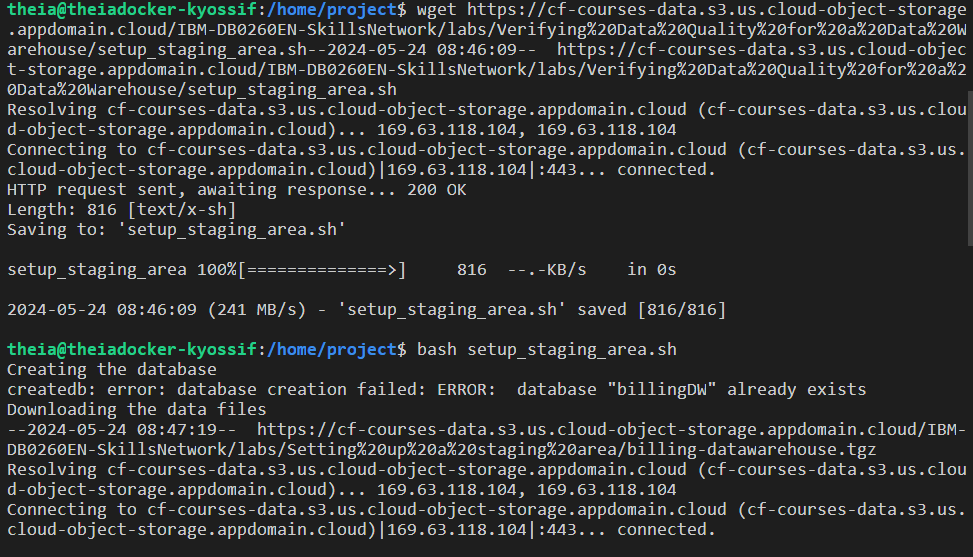 theia@theiadocker-kyossif:/home/project$ wget https://cf-courses-data.s3.us.cloud-object-storage
.appdomain.cloud/IBM-DB0260EN-SkillsNetwork/labs/Verifying%20Data%20Quality%20for%20a%20Data%20W
arehouse/setup_staging_area.sh--2024-05-24 08:46:09--  https://cf-courses-data.s3.us.cloud-objec
t-storage.appdomain.cloud/IBM-DB0260EN-SkillsNetwork/labs/Verifying%20Data%20Quality%20for%20a%2
0Data%20Warehouse/setup_staging_area.sh
Resolving cf-courses-data.s3.us.cloud-object-storage.appdomain.cloud (cf-courses-data.s3.us.clou
d-object-storage.appdomain.cloud)... 169.63.118.104, 169.63.118.104
Connecting to cf-courses-data.s3.us.cloud-object-storage.appdomain.cloud (cf-courses-data.s3.us.
cloud-object-storage.appdomain.cloud)|169.63.118.104|:443... connected.
HTTP request sent, awaiting response... 200 OK
Length: 816 [text/x-sh]
Saving to: 'setup_staging_area.sh'

setup_staging_area 100%[==============>]     816  --.-KB/s    in 0s

2024-05-24 08:46:09 (241 MB/s) - 'setup_staging_area.sh' saved [816/816]

theia@theiadocker-kyossif:/home/project$ bash setup_staging_area.sh
Creating the database
createdb: error: database creation failed: ERROR:  database "billingDW" already exists
Downloading the data files
--2024-05-24 08:47:19--  https://cf-courses-data.s3.us.cloud-object-storage.appdomain.cloud/IBM-
DB0260EN-SkillsNetwork/labs/Setting%20up%20a%20staging%20area/billing-datawarehouse.tgz
Resolving cf-courses-data.s3.us.cloud-object-storage.appdomain.cloud (cf-courses-data.s3.us.clou
d-object-storage.appdomain.cloud)... 169.63.118.104, 169.63.118.104
Connecting to cf-courses-data.s3.us.cloud-object-storage.appdomain.cloud (cf-courses-data.s3.us.
cloud-object-storage.appdomain.cloud)|169.63.118.104|:443... connected.